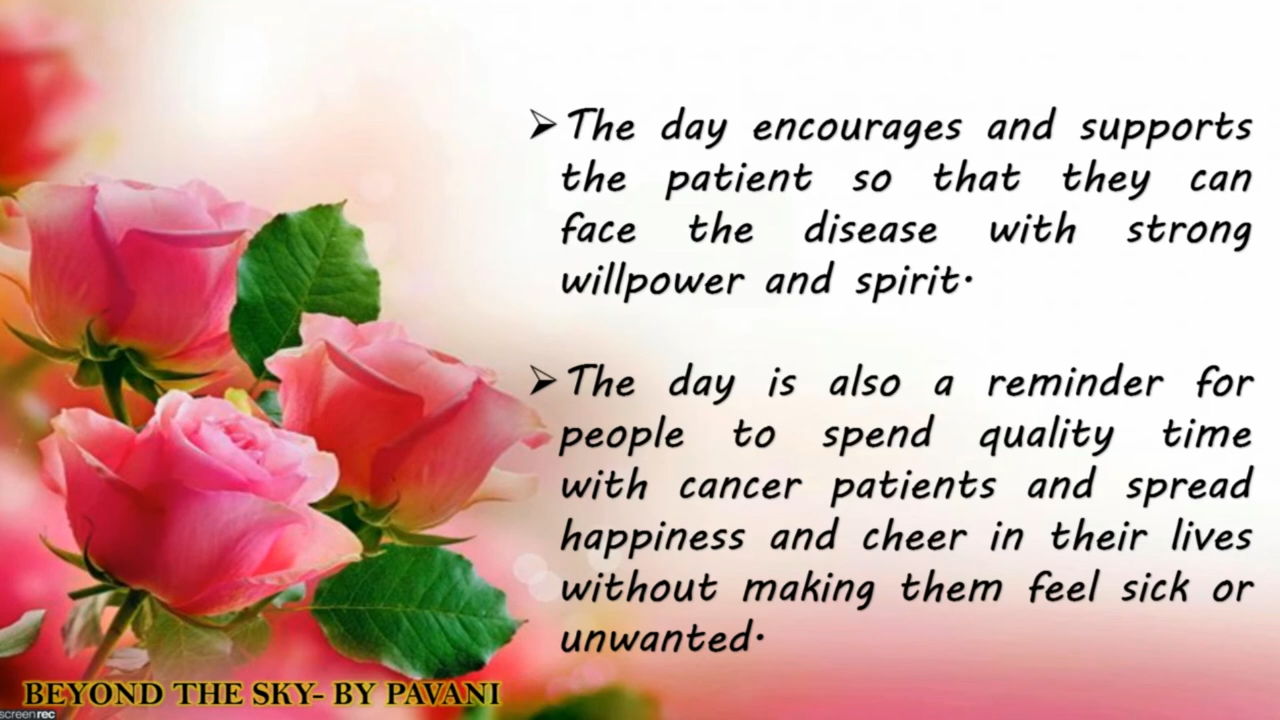 ➢ The day encourages and supports
the patient so that they can
face the disease with strong
willpower and spirit.
➢ The day is also a reminder for
people to spend quality time
with cancer patients and spread
happiness and cheer in their lives
without making them feel sick or
unwanted.
BEYOND THE SKY- BY PAVANI
screenrec